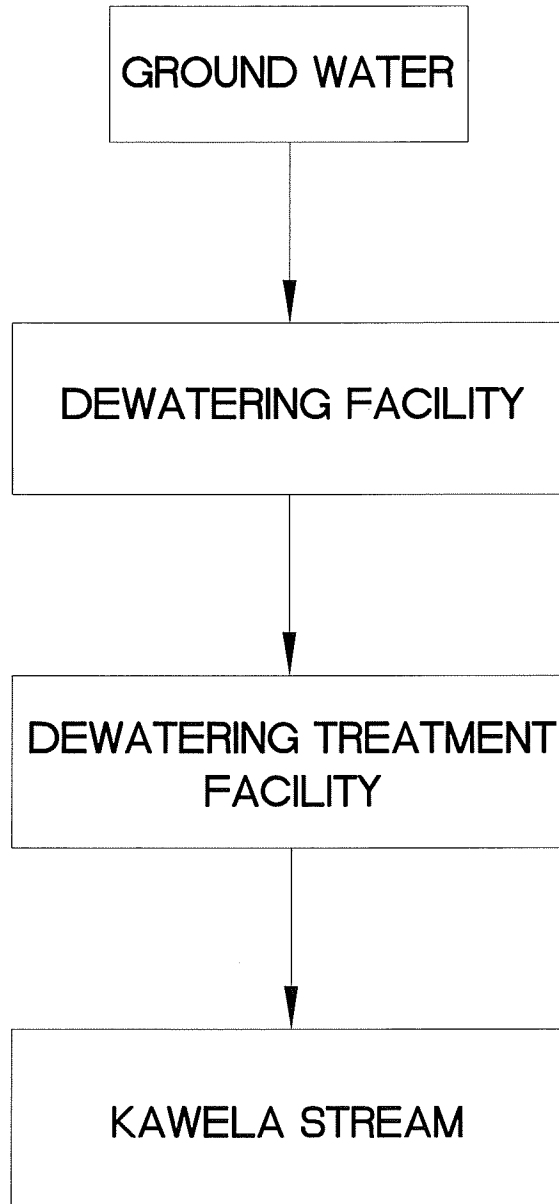 GROUND WATER
DEWATERING FACILITY
DEWATERING TREATMENT
FACILITY
KAWELA STREAM